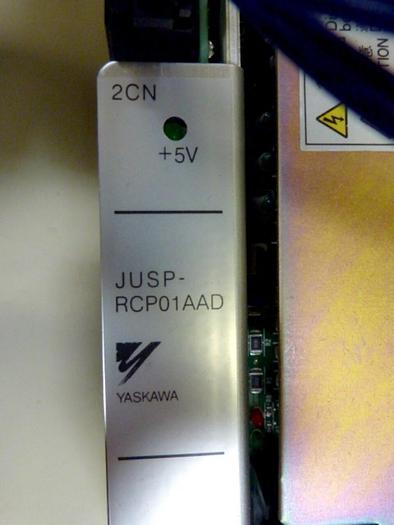 2CN
+5V
JUSP-
RCP01AAD
YASKAWA